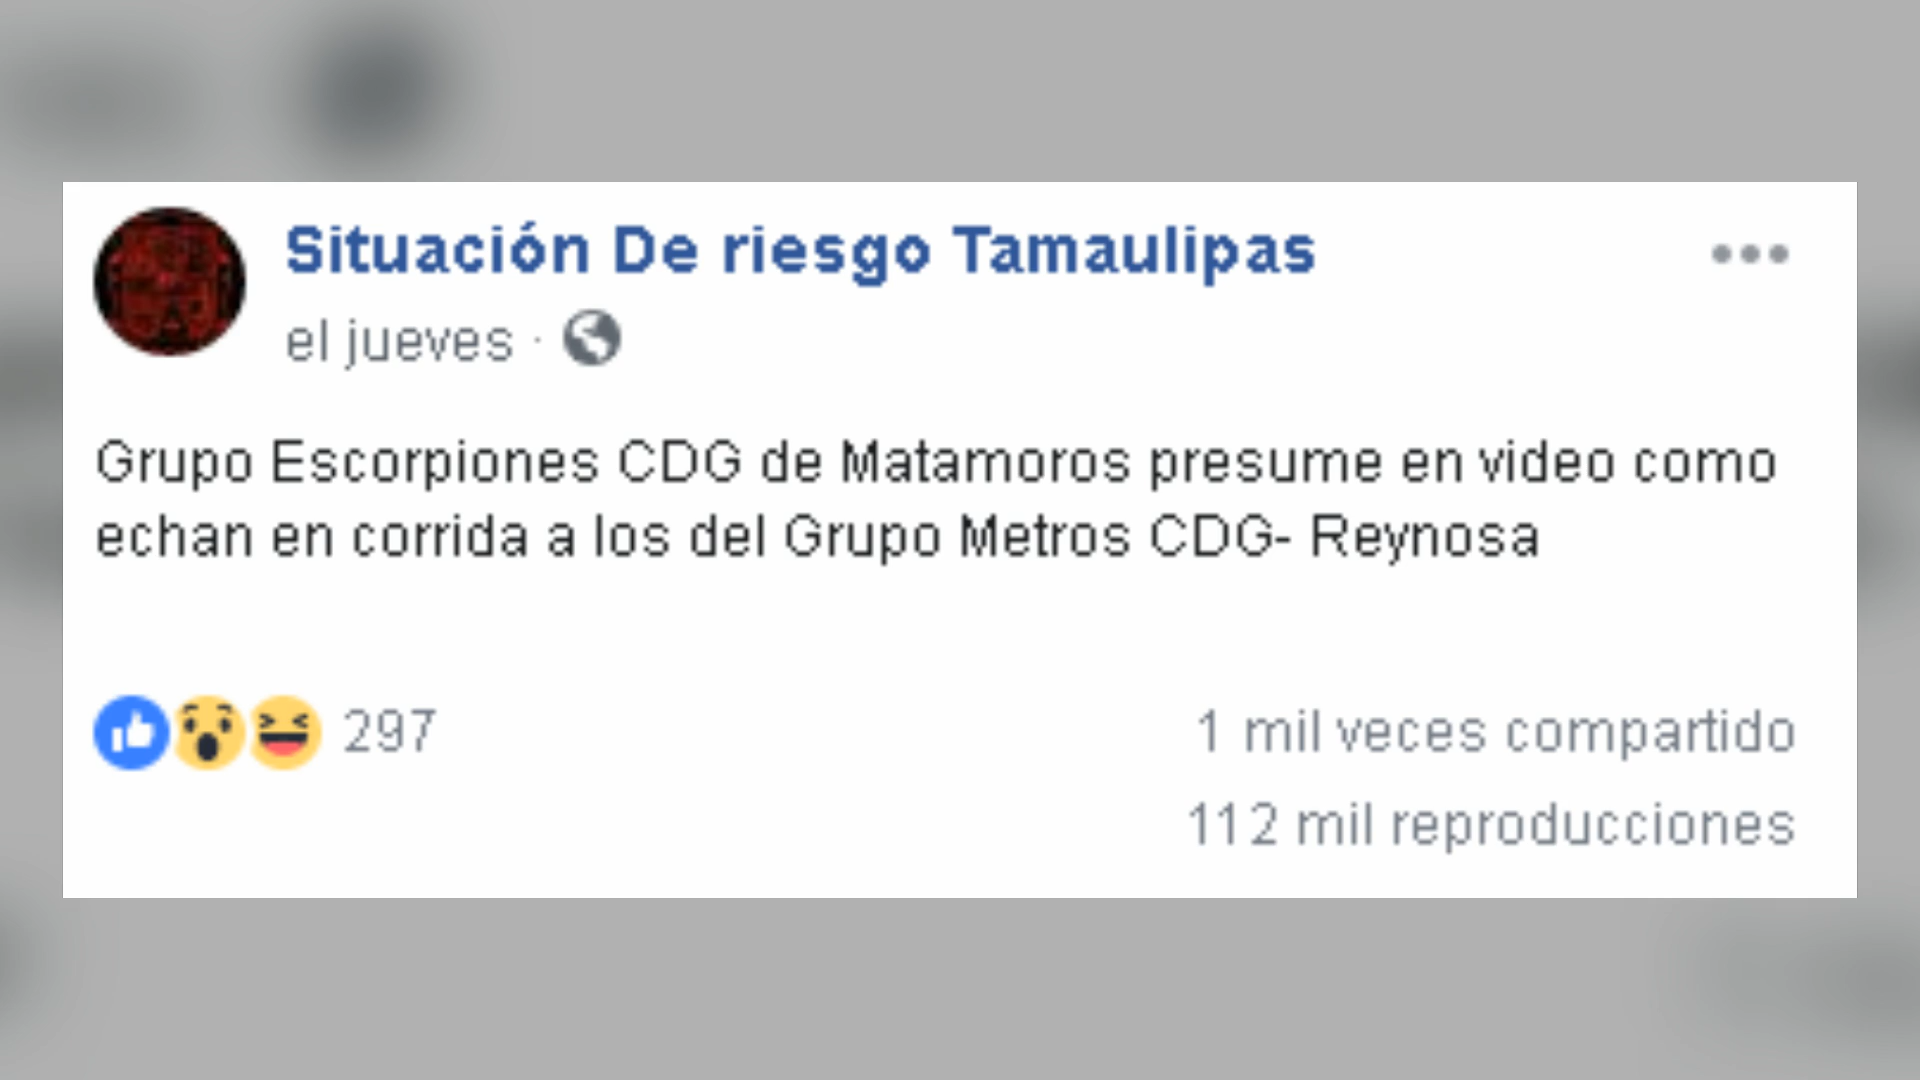 Situación De riesgo Tamaulipas
el jueves ·
Grupo Escorpiones CDG de Matamoros presume en video como
echan en corrida a los del Grupo Metros CDG- Reynosa
297
1 mil veces compartido
112 mil reproducciones